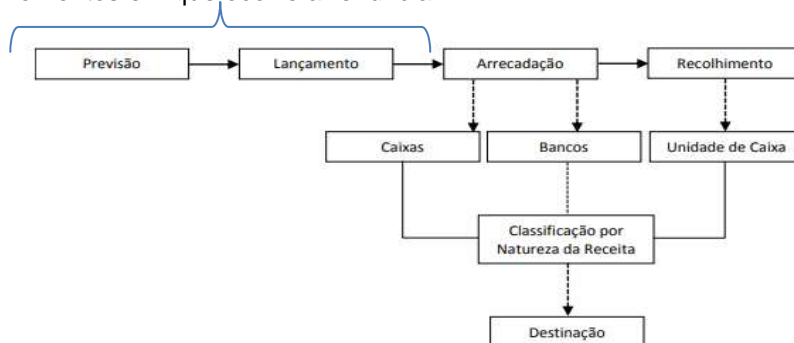 Previsão
Lançamento
Arrecadação
Recolhimento
Caixas
Bancos
Unidade de Caixa
Classificação por
Natureza da Receita
Destinação